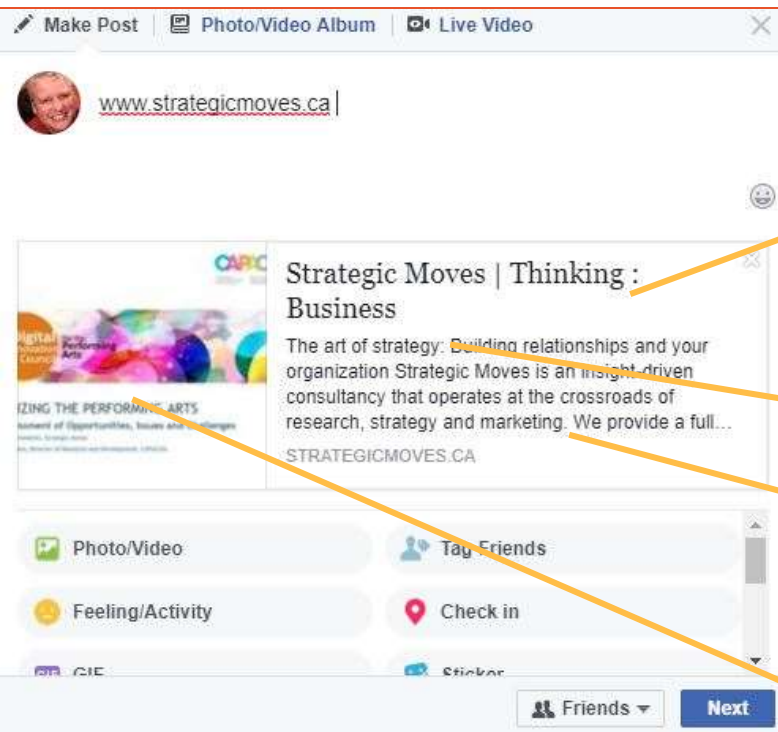 Make Post Photo/Video Album Live Video
www.strategicmoves.ca
CAPAC
Strategic Moves | Thinking :
Business
The art of strategy: Building relationships and your
organization Strategic Moves is an insight-driven
consultancy that operates at the crossroads of
research, strategy and marketing. We provide a full...
STRATEGICMOVES.CA
Performing
Arts
IZING THE PERFORMING ARTS
Photo/Video Tag Friends
Feeling/Activity Check in
GIF Sticker
Friends Next